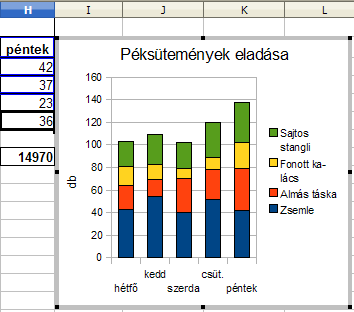 H I J K L
péntek
42
37
23
36
14970
Péksütemények eladása
160
140
120
100
80
60
40
20
0
db
hétfő kedd szerda csüt. péntek
Sajtos
stangli
Fonott ka-
lács
Almás táska
Zsemle